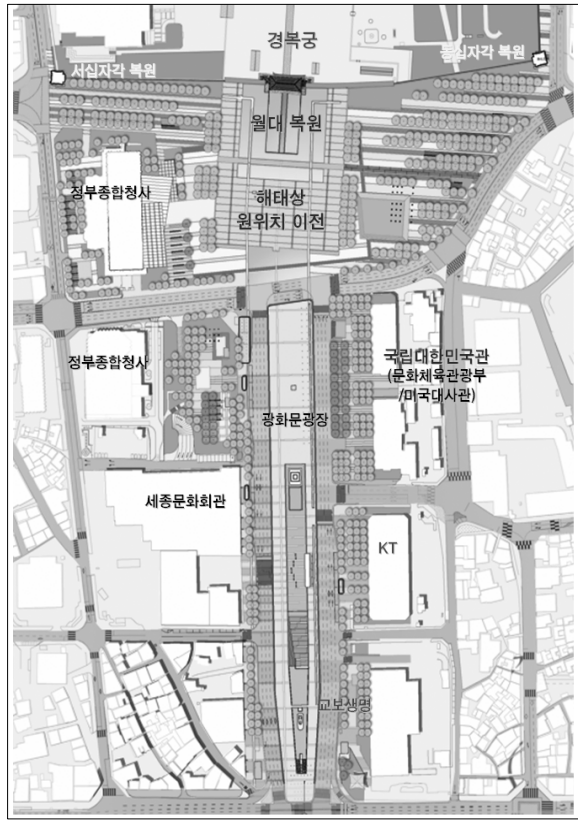 경복궁
서십자각 복원
동십자각 복원
월대 복원
정부종합청사
해태상
원위치 이전
정부종합청사
국립대한민국관
(문화체육관광부
/미국대사관)
광화문광장
세종문화회관
KT
교보생명